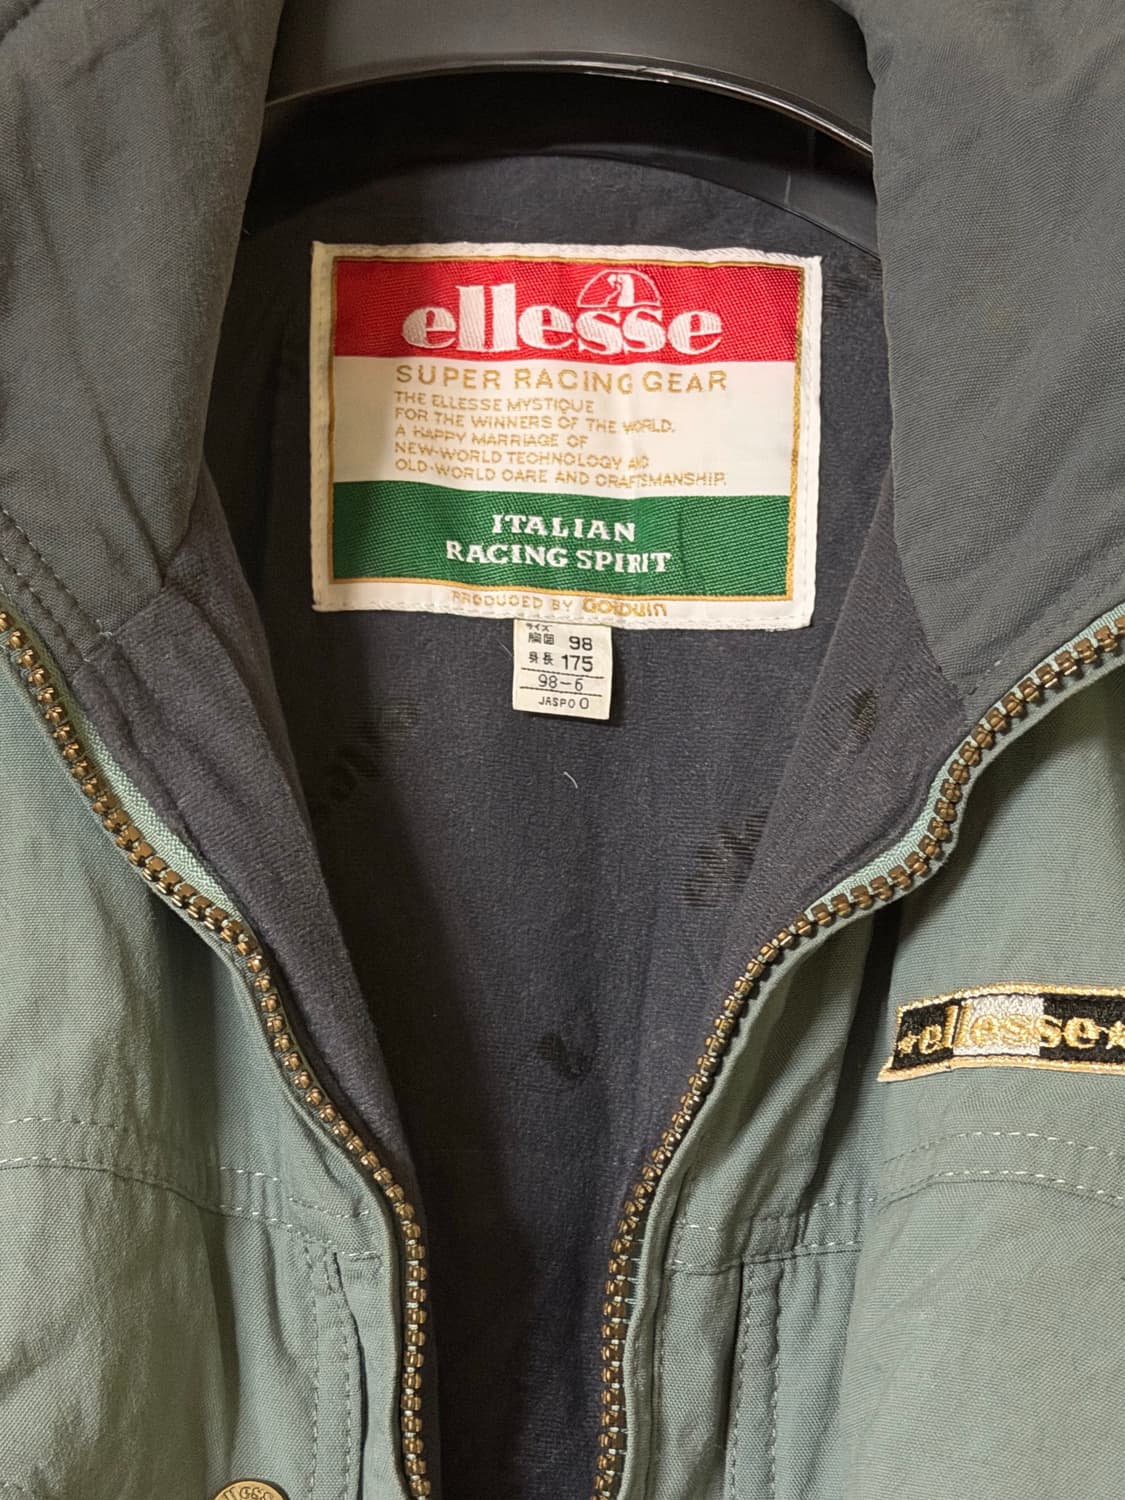 ellesse
SUPER RACING GEAR
THE ELLESSE MYSTIQUE
FOR THE WINNERS OF THE WORLD.
A HAPPY MARRIAGE OF
NEW-WORLD TECHNOLOGY AND
OLD-WORLD CARE AND CRAFTSMANSHIP.
ITALIAN
RACING SPIRIT
PRODUCED BY GOLDWIN
サイズ
胸囲 98
身長 175
98-6
JASPO O
★ellesse★